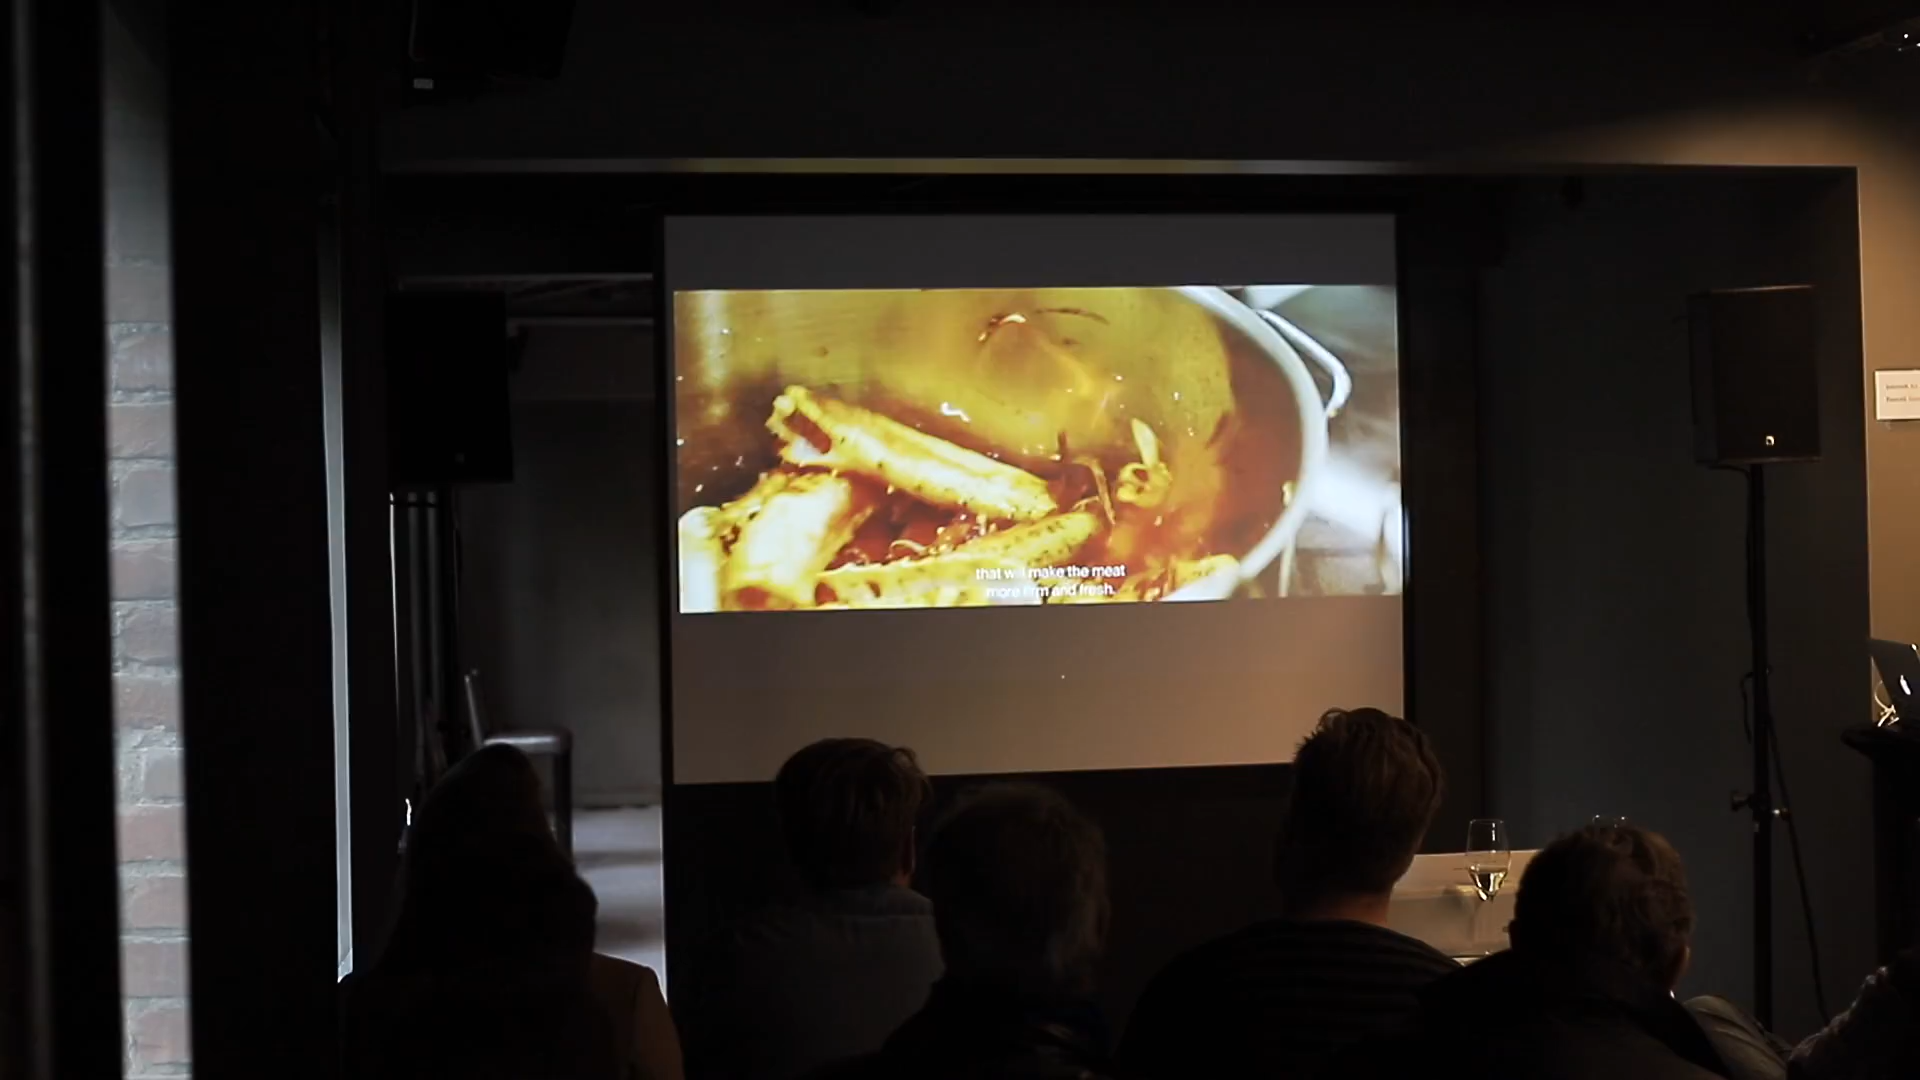 that will make the meat
more firm and fresh.